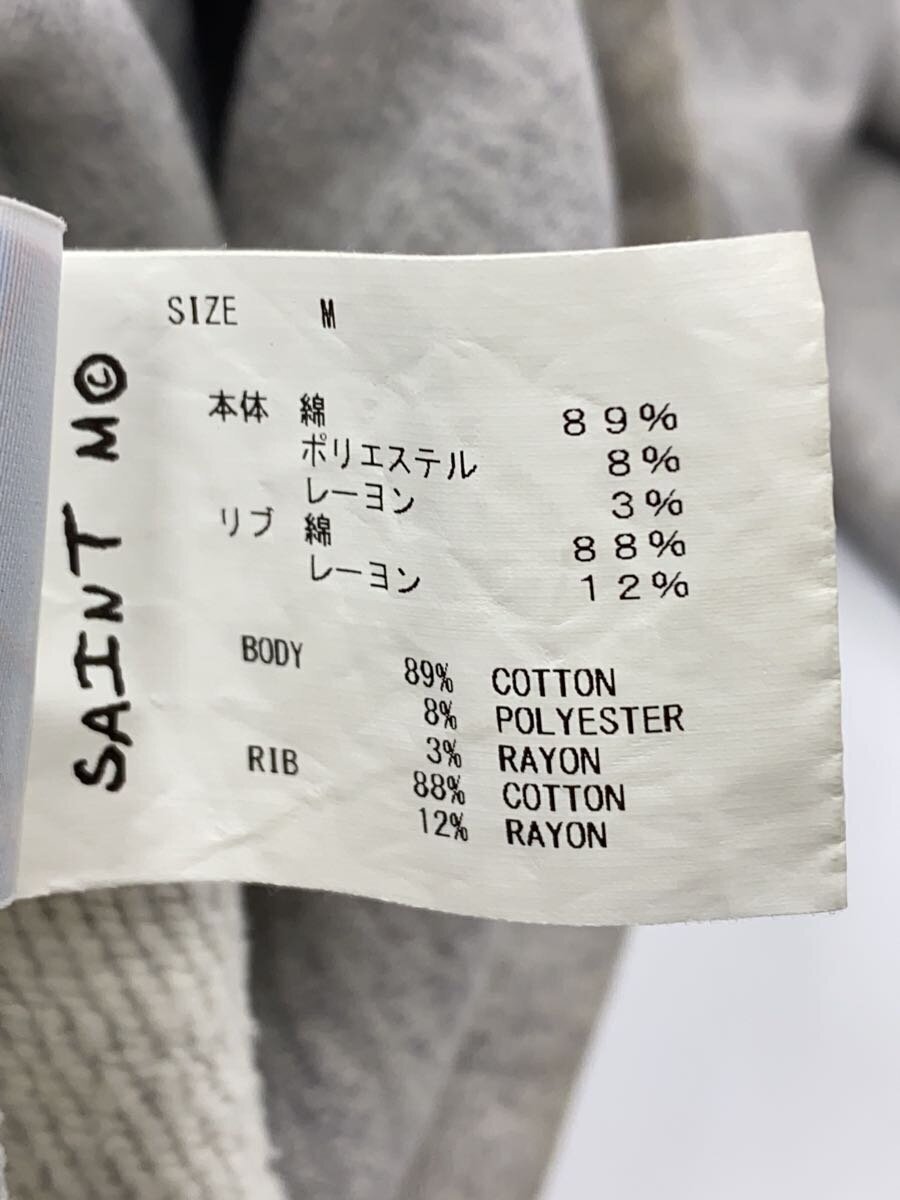 SIZE M
本体 綿 89%
ポリエステル 8%
レーヨン 3%
リブ 綿 88%
レーヨン 12%
BODY 89% COTTON
8% POLYESTER
3% RAYON
RIB 88% COTTON
12% RAYON
SAINT M©